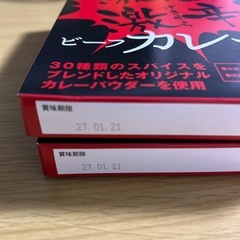 激辛
ビーフカレー
30種類のスパイスを
ブレンドしたオリジナル
カレーパウダーを使用
賞味期限
27.01.21
賞味期限
27.01.21